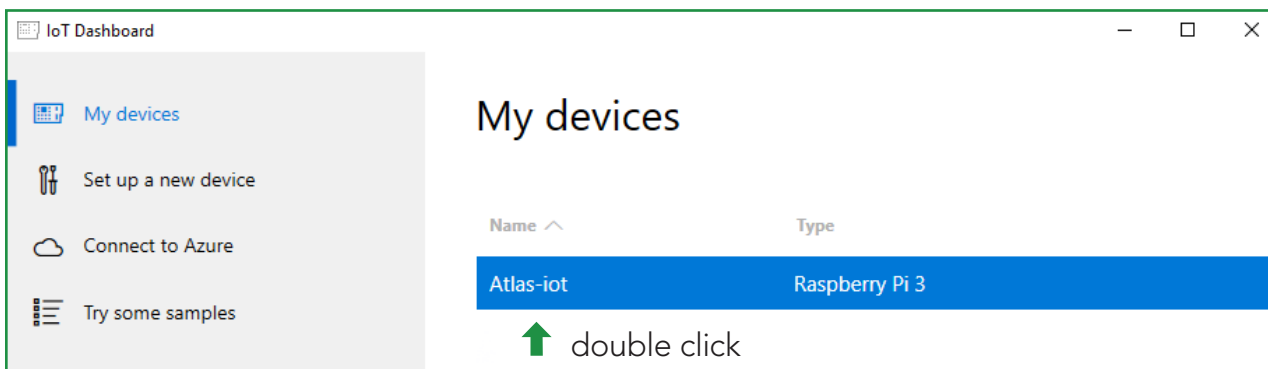 IoT Dashboard
My devices
Set up a new device
Connect to Azure
Try some samples
My devices
Name Type
Atlas-iot Raspberry Pi 3
double click